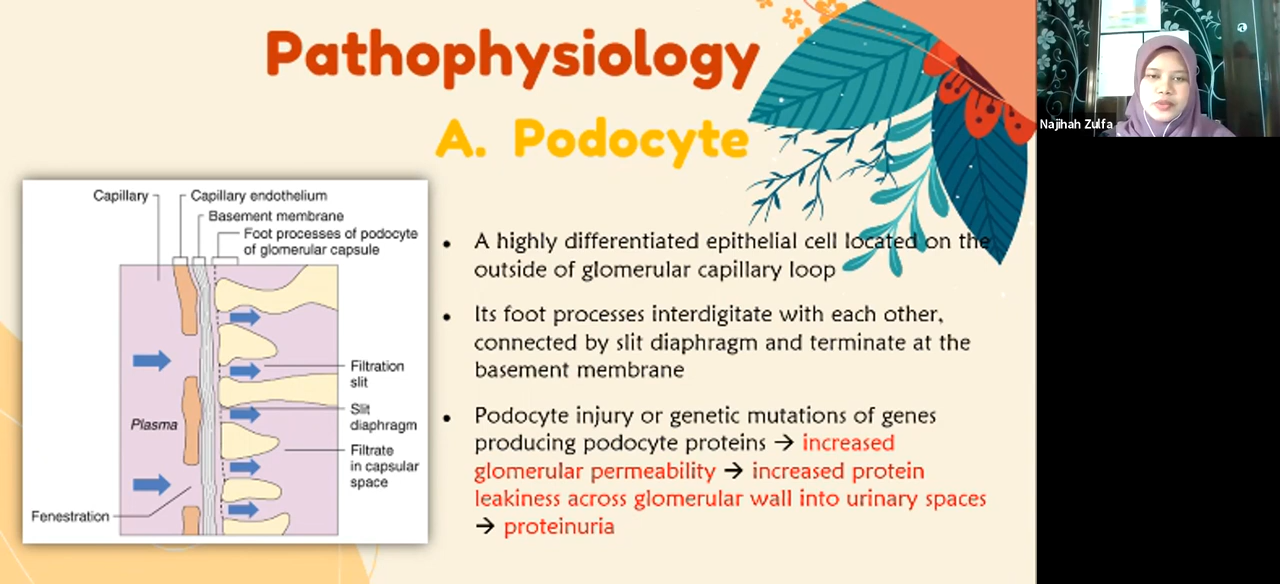 Pathophysiology
A. Podocyte
Capillary
Capillary endothelium
Basement membrane
Foot processes of podocyte
of glomerular capsule
Plasma
Fenestration
Filtration
slit
Slit
diaphragm
Filtrate
in capsular
space
• A highly differentiated epithelial cell located on the
outside of glomerular capillary loop
• Its foot processes interdigitate with each other,
connected by slit diaphragm and terminate at the
basement membrane
• Podocyte injury or genetic mutations of genes
producing podocyte proteins → increased
glomerular permeability → increased protein
leakiness across glomerular wall into urinary spaces
→ proteinuria
Najihah Zulfa